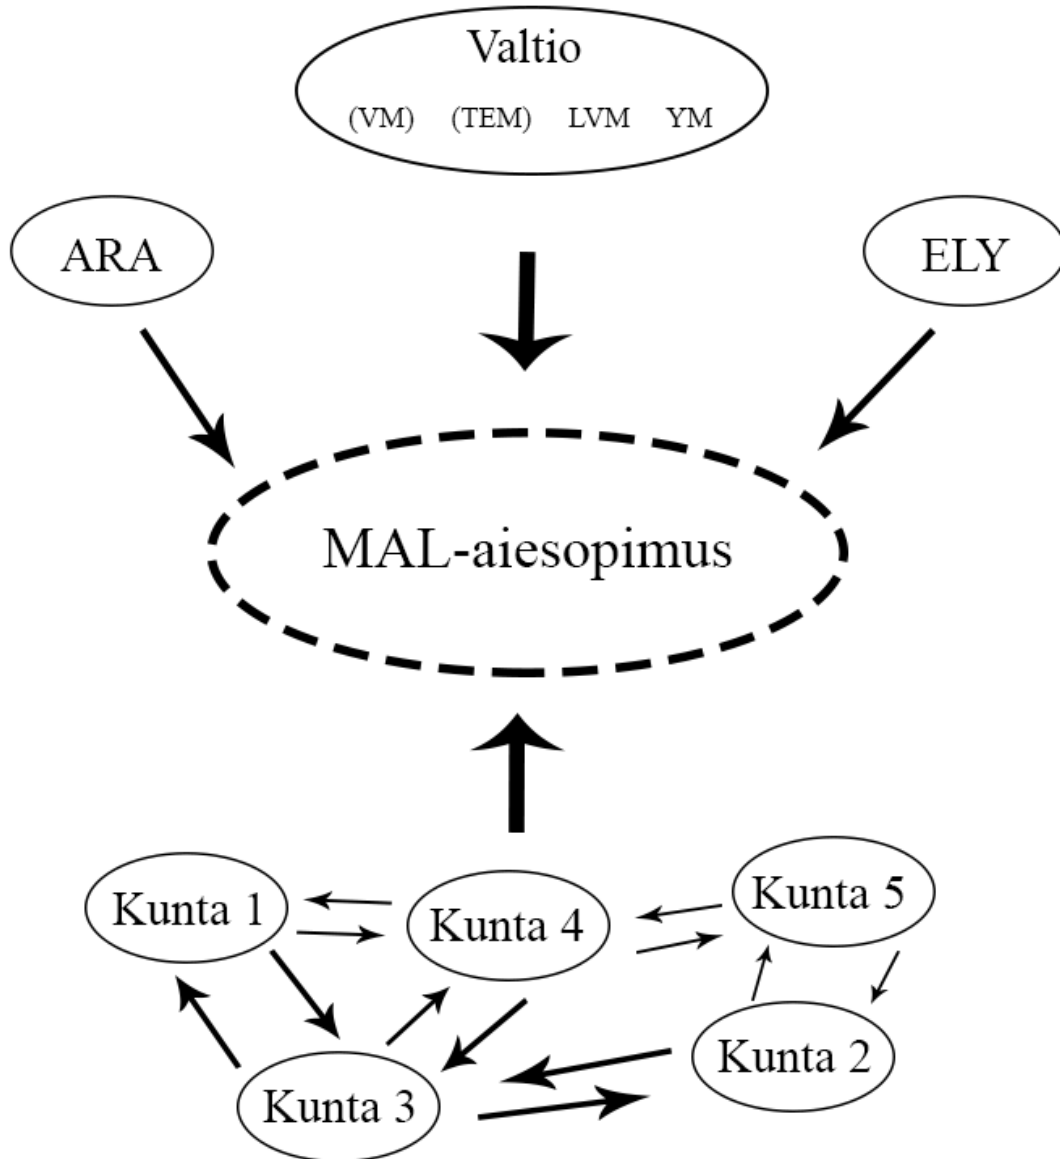 Valtio
(VM) (TEM) LVM YM
ARA
ELY
MAL-aiesopimus
Kunta 1
Kunta 4
Kunta 5
Kunta 2
Kunta 3